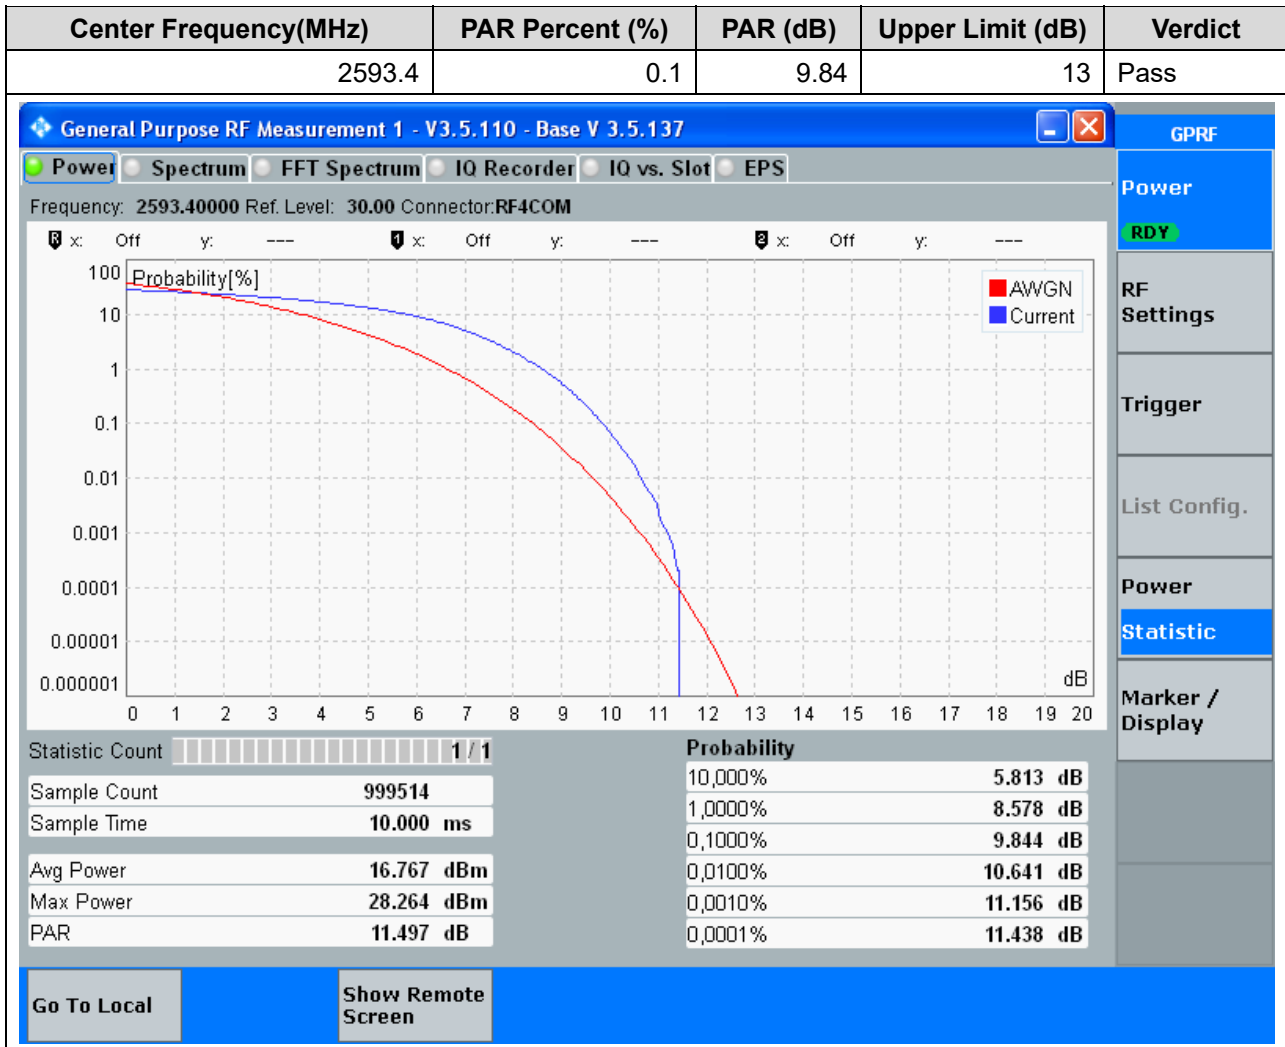 Center Frequency(MHz) PAR Percent (%) PAR (dB) Upper Limit (dB) Verdict
2593.4 0.1 9.84 13 Pass
General Purpose RF Measurement 1 - V3.5.110 - Base V 3.5.137
GPRF
Power Spectrum FFT Spectrum IQ Recorder IQ vs. Slot EPS
Power
RDY
Frequency: 2593.40000 Ref. Level: 30.00 Connector:RF4COM
R x: Off y: --- 1 x: Off y: --- 2 x: Off y: ---
Probability[%]
AWGN
Current
100
10
1
0.1
0.01
0.001
0.0001
0.00001
0.000001
dB
0 1 2 3 4 5 6 7 8 9 10 11 12 13 14 15 16 17 18 19 20
RF
Settings
Trigger
List Config.
Power
Statistic
Marker /
Display
Statistic Count 1 / 1
Sample Count 999514
Sample Time 10.000 ms
Avg Power 16.767 dBm
Max Power 28.264 dBm
PAR 11.497 dB
Probability
10,000% 5.813 dB
1,0000% 8.578 dB
0,1000% 9.844 dB
0,0100% 10.641 dB
0,0010% 11.156 dB
0,0001% 11.438 dB
Go To Local
Show Remote
Screen